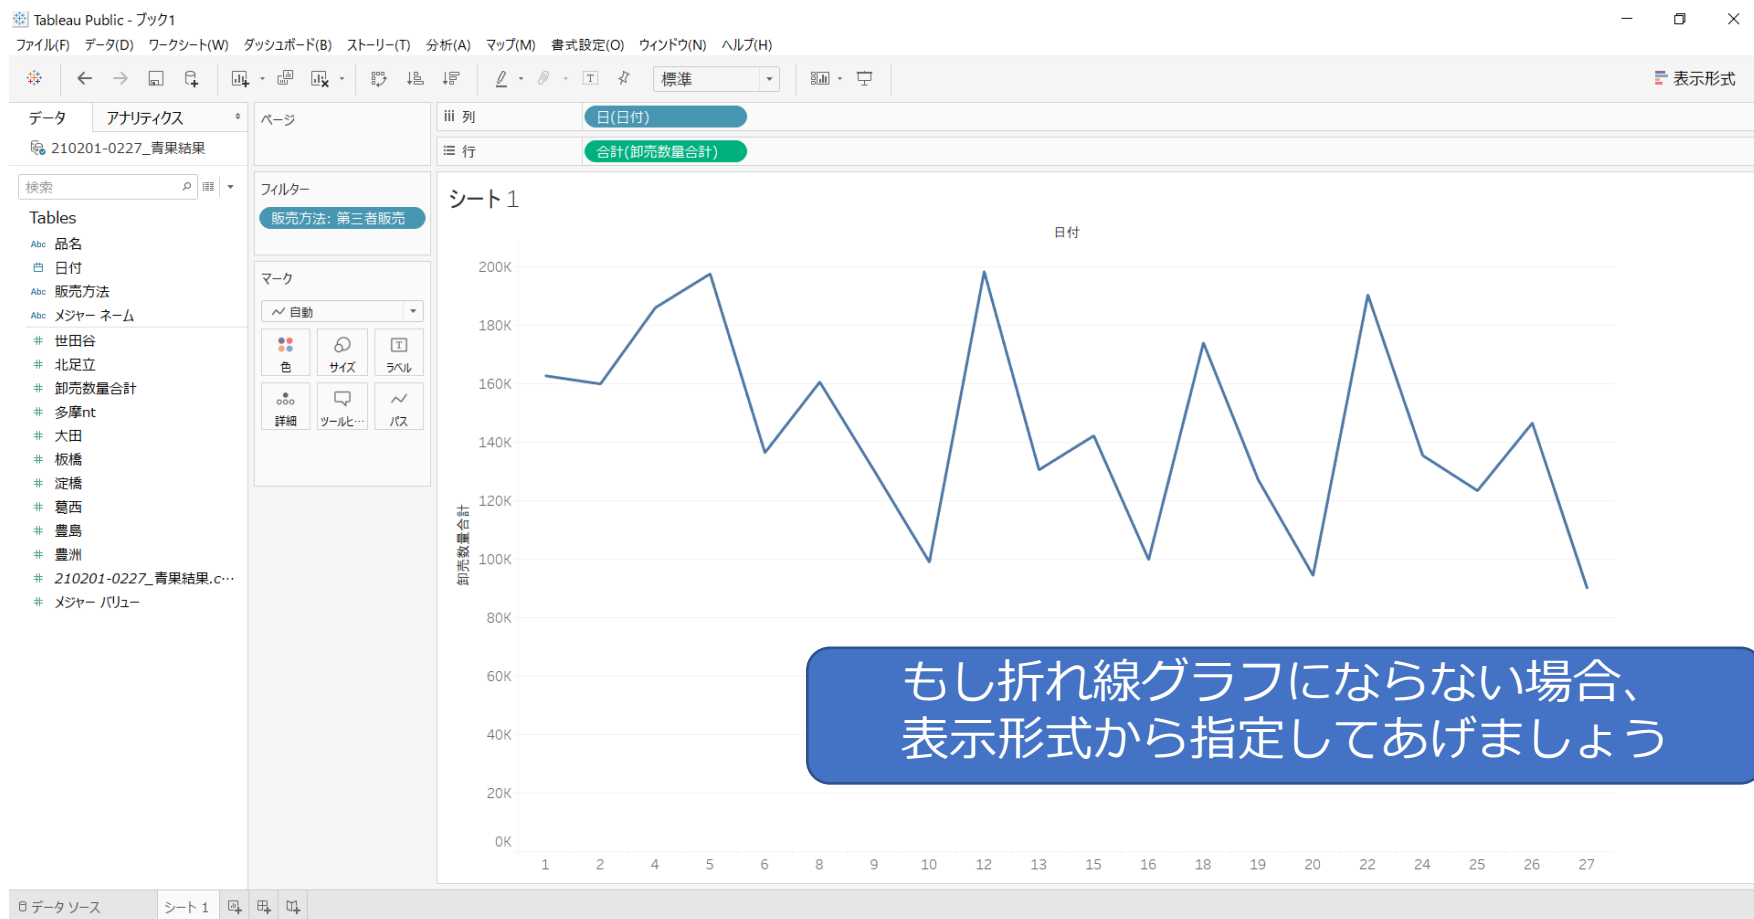 Tableau Public - ブック1
ファイル(F) データ(D) ワークシート(W) ダッシュボード(B) ストーリー(T) 分析(A) マップ(M) 書式設定(O) ウィンドウ(N) ヘルプ(H)
標準
表示形式
データ アナリティクス
210201-0227_青果結果
検索
Tables
Abc 品名
日付
Abc 販売方法
Abc メジャー ネーム
# 世田谷
# 北足立
# 卸売数量合計
# 多摩nt
# 大田
# 板橋
# 淀橋
# 葛西
# 豊島
# 豊洲
# 210201-0227_青果結果.c…
# メジャー バリュー
ページ
フィルター
販売方法: 第三者販売
マーク
自動
色 サイズ ラベル
詳細 ツールヒ… パス
iii 列 日(日付)
行 合計(卸売数量合計)
シート 1
日付
200K
180K
160K
140K
120K
100K
80K
60K
40K
20K
0K
卸売数量合計
1 2 4 5 6 8 9 10 12 13 15 16 18 19 20 22 24 25 26 27
もし折れ線グラフにならない場合、
表示形式から指定してあげましょう
データ ソース シート 1